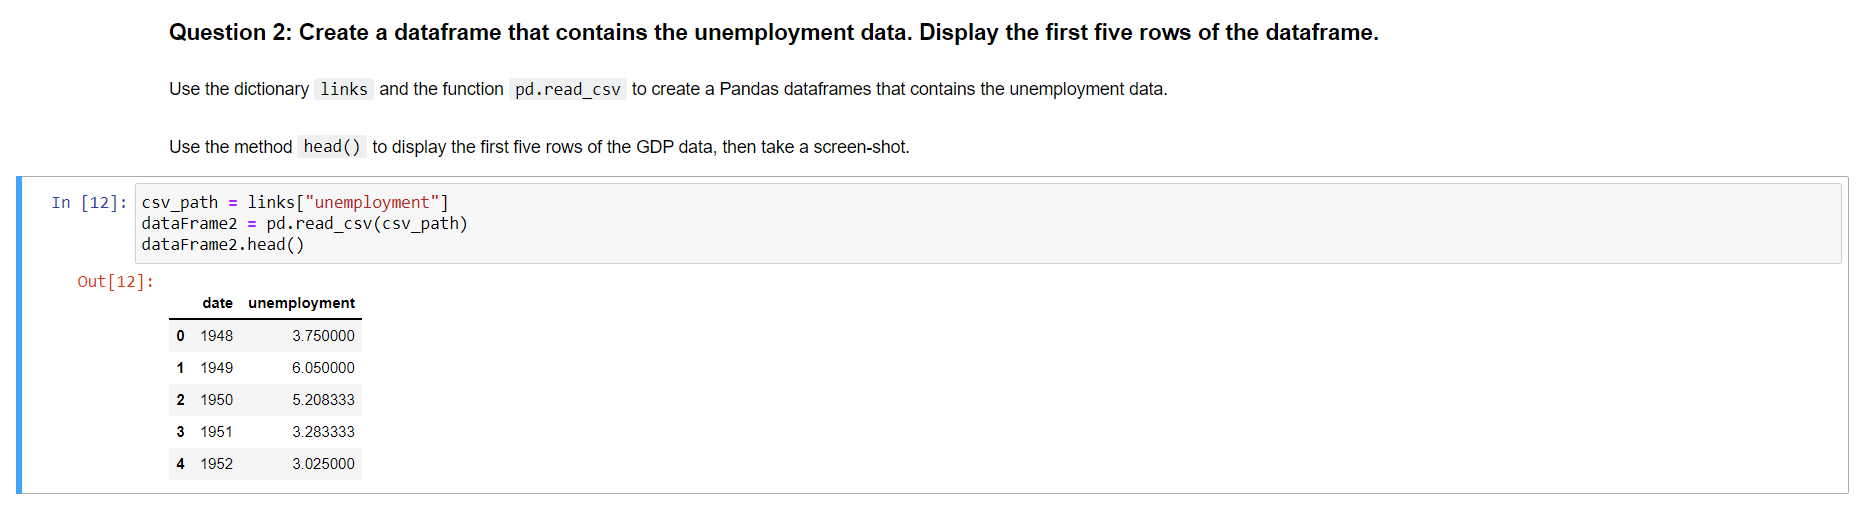 Question 2: Create a dataframe that contains the unemployment data. Display the first five rows of the dataframe.
Use the dictionary links and the function pd.read_csv to create a Pandas dataframes that contains the unemployment data.
Use the method head() to display the first five rows of the GDP data, then take a screen-shot.
In [12]: csv_path = links["unemployment"]
dataFrame2 = pd.read_csv(csv_path)
dataFrame2.head()
Out[12]:
date unemployment
0 1948 3.750000
1 1949 6.050000
2 1950 5.208333
3 1951 3.283333
4 1952 3.025000